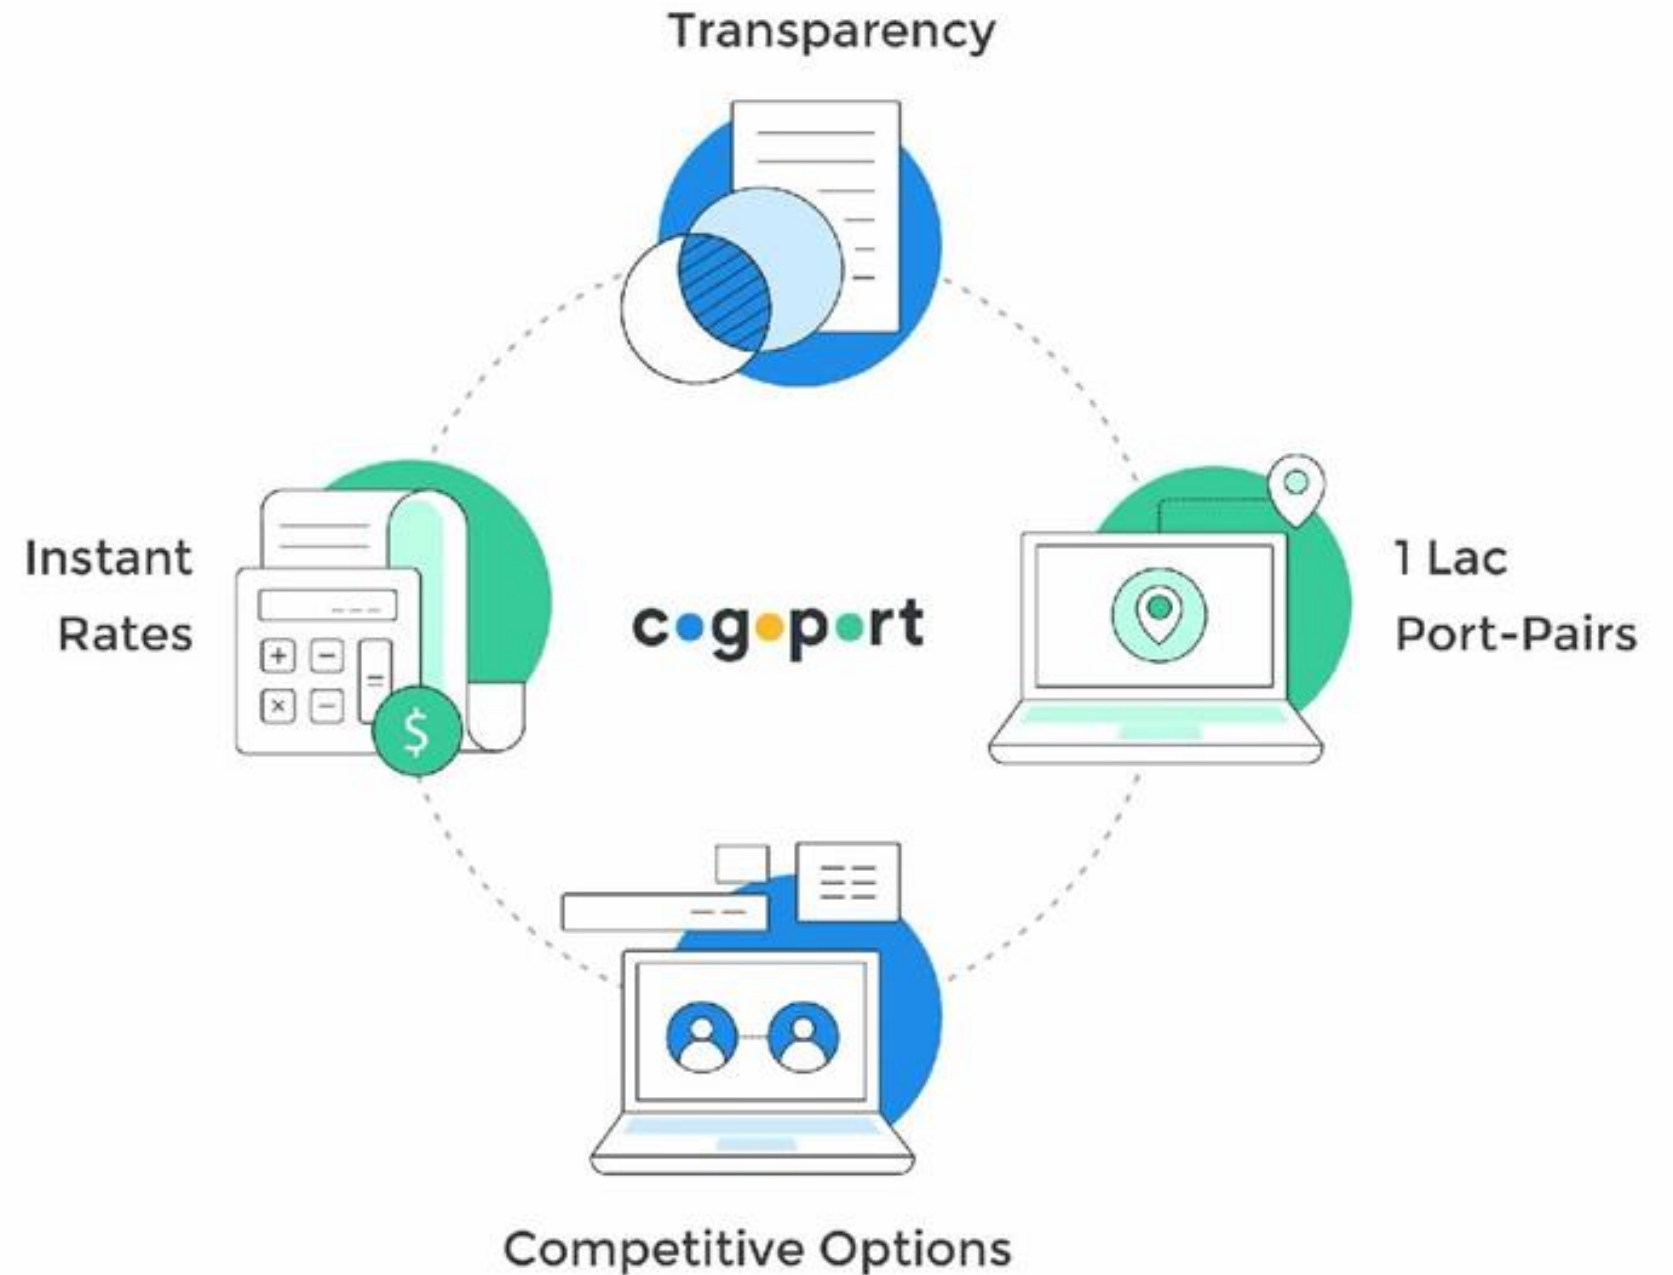 Transparency
Instant
Rates
cogoport
1 Lac
Port-Pairs
$
Competitive Options